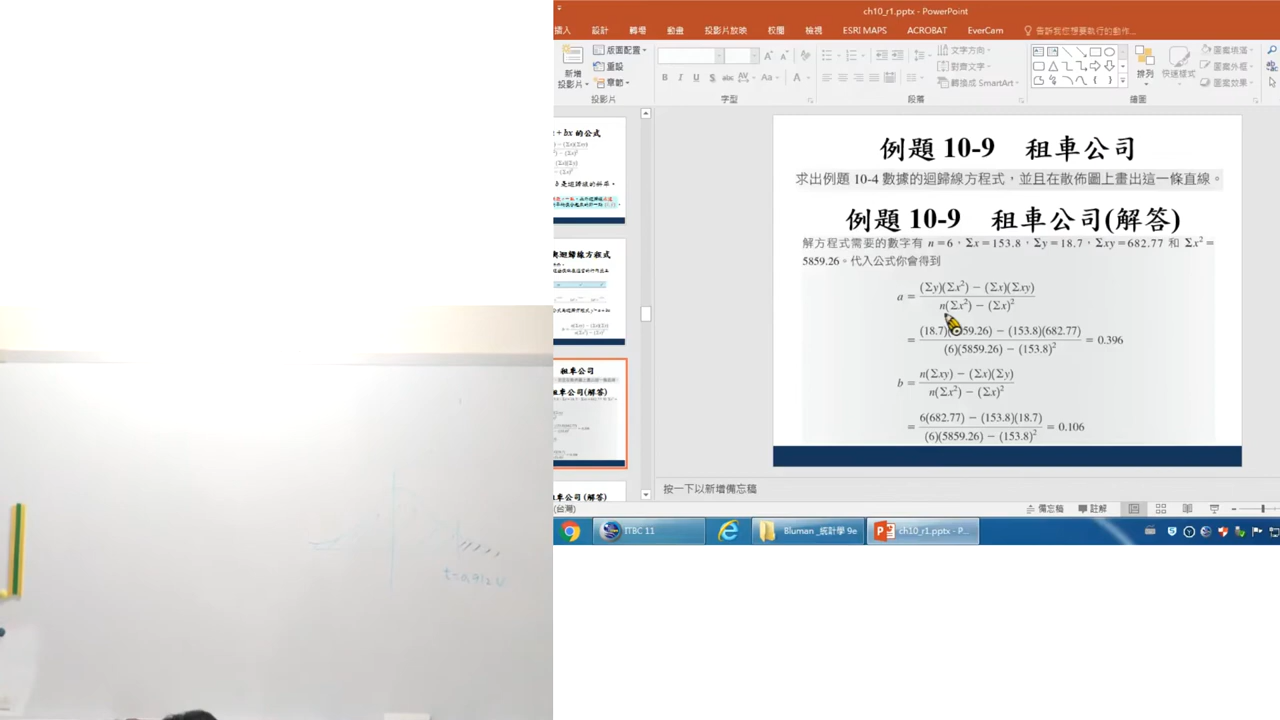 ch10_r1.pptx - PowerPoint
插入 設計 轉場 動畫 投影片放映 校閱 檢視 ESRI MAPS ACROBAT EverCam 告訴我您想要執行的動作...
版面配置
重設
新增
投影片
章節
文字方向
對齊文字
轉換成 SmartArt
排列
快速樣式
圖案填滿
圖案外框
圖案效果
投影片 字型 段落 繪圖
例題 10-9 租車公司
求出例題 10-4 數據的迴歸線方程式，並且在散佈圖上畫出這一條直線。
例題 10-9 租車公司(解答)
解方程式需要的數字有 n = 6，Σx = 153.8，Σy = 18.7，Σxy = 682.77 和 Σx² =
5859.26。代入公式你會得到
a = (Σy)(Σx²) − (Σx)(Σxy)
n(Σx²) − (Σx)²
= (18.7)( 59.26) − (153.8)(682.77)
(6)(5859.26) − (153.8)² = 0.396
b = n(Σxy) − (Σx)(Σy)
n(Σx²) − (Σx)²
= 6(682.77) − (153.8)(18.7)
(6)(5859.26) − (153.8)² = 0.106
按一下以新增備忘稿
(台灣) 備忘稿 註解
ITBC 11 Bluman _統計學 9e ch10_r1.pptx - P...